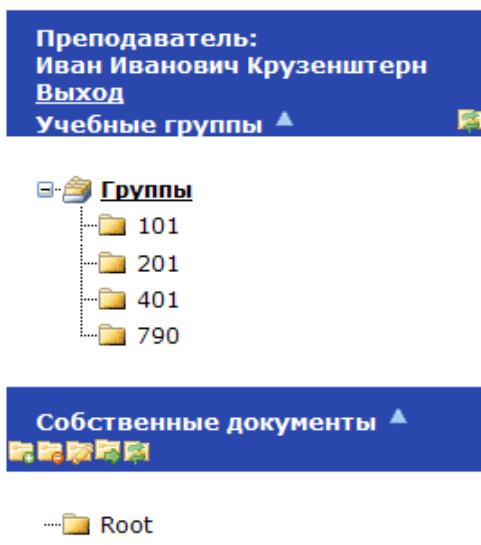 Преподаватель:
Иван Иванович Крузенштерн
Выход
Учебные группы
Группы
101
201
401
790
Собственные документы
Root